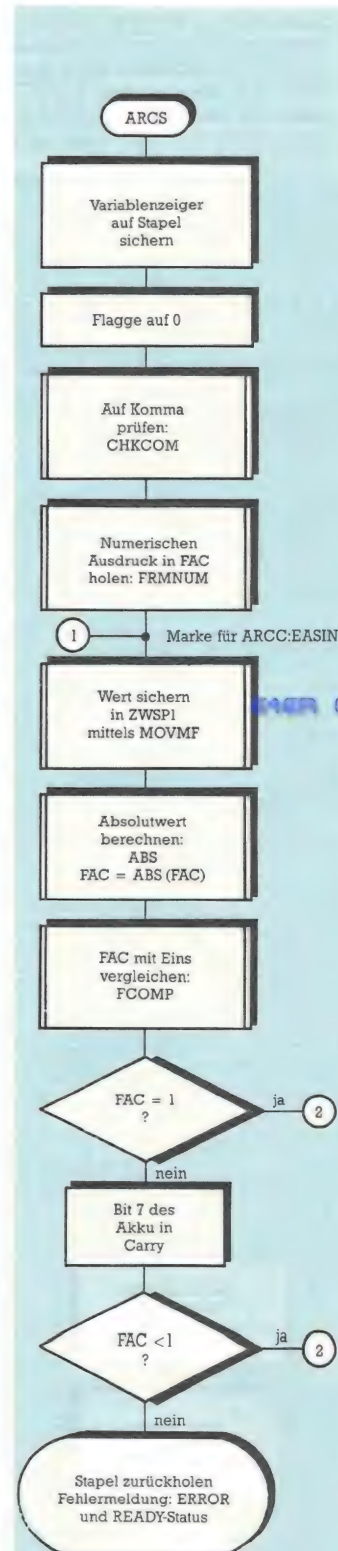 ARCS
Variablenzeiger
auf Stapel
sichern
Flagge auf 0
Auf Komma
prüfen:
CHKCOM
Numerischen
Ausdruck in FAC
holen: FRMNUM
1
Marke für ARCC:EASIN
Wert sichern
in ZWSP1
mittels MOVMF
Absolutwert
berechnen:
ABS
FAC = ABS (FAC)
FAC mit Eins
vergleichen:
FCOMP
FAC = 1
?
ja
2
nein
Bit 7 des
Akku in
Carry
FAC <1
?
ja
2
nein
Stapel zurückholen
Fehlermeldung: ERROR
und READY-Status